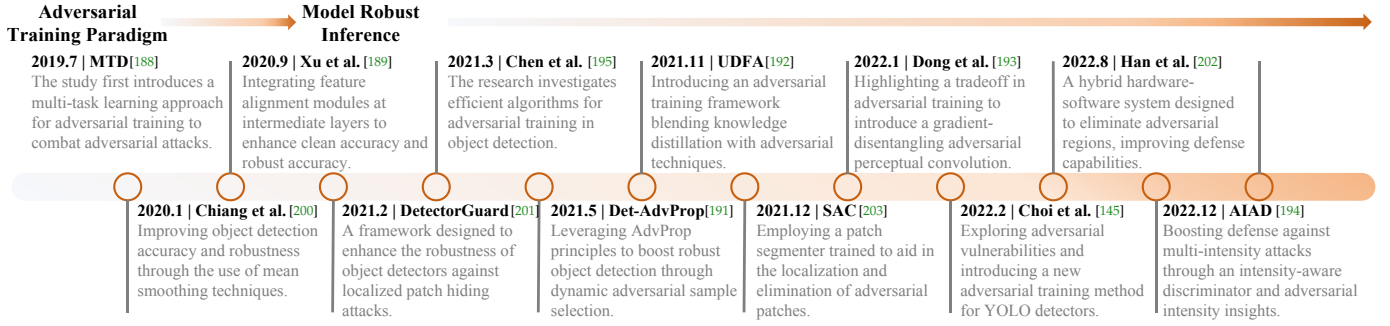 Adversarial
Training Paradigm
Model Robust
Inference
2019.7 | MTD[188]
The study first introduces a
multi-task learning approach
for adversarial training to
combat adversarial attacks.
2020.9 | Xu et al. [189]
Integrating feature
alignment modules at
intermediate layers to
enhance clean accuracy and
robust accuracy.
2021.3 | Chen et al. [195]
The research investigates
efficient algorithms for
adversarial training in
object detection.
2021.11 | UDFA[192]
Introducing an adversarial
training framework
blending knowledge
distillation with adversarial
techniques.
2022.1 | Dong et al. [193]
Highlighting a tradeoff in
adversarial training to
introduce a gradient-
disentangling adversarial
perceptual convolution.
2022.8 | Han et al. [202]
A hybrid hardware-
software system designed
to eliminate adversarial
regions, improving defense
capabilities.
2020.1 | Chiang et al. [200]
Improving object detection
accuracy and robustness
through the use of mean
smoothing techniques.
2021.2 | DetectorGuard[201]
A framework designed to
enhance the robustness of
object detectors against
localized patch hiding
attacks.
2021.5 | Det-AdvProp[191]
Leveraging AdvProp
principles to boost robust
object detection through
dynamic adversarial sample
selection.
2021.12 | SAC[203]
Employing a patch
segmenter trained to aid in
the localization and
elimination of adversarial
patches.
2022.2 | Choi et al. [145]
Exploring adversarial
vulnerabilities and
introducing a new
adversarial training method
for YOLO detectors.
2022.12 | AIAD [194]
Boosting defense against
multi-intensity attacks
through an intensity-aware
discriminator and adversarial
intensity insights.